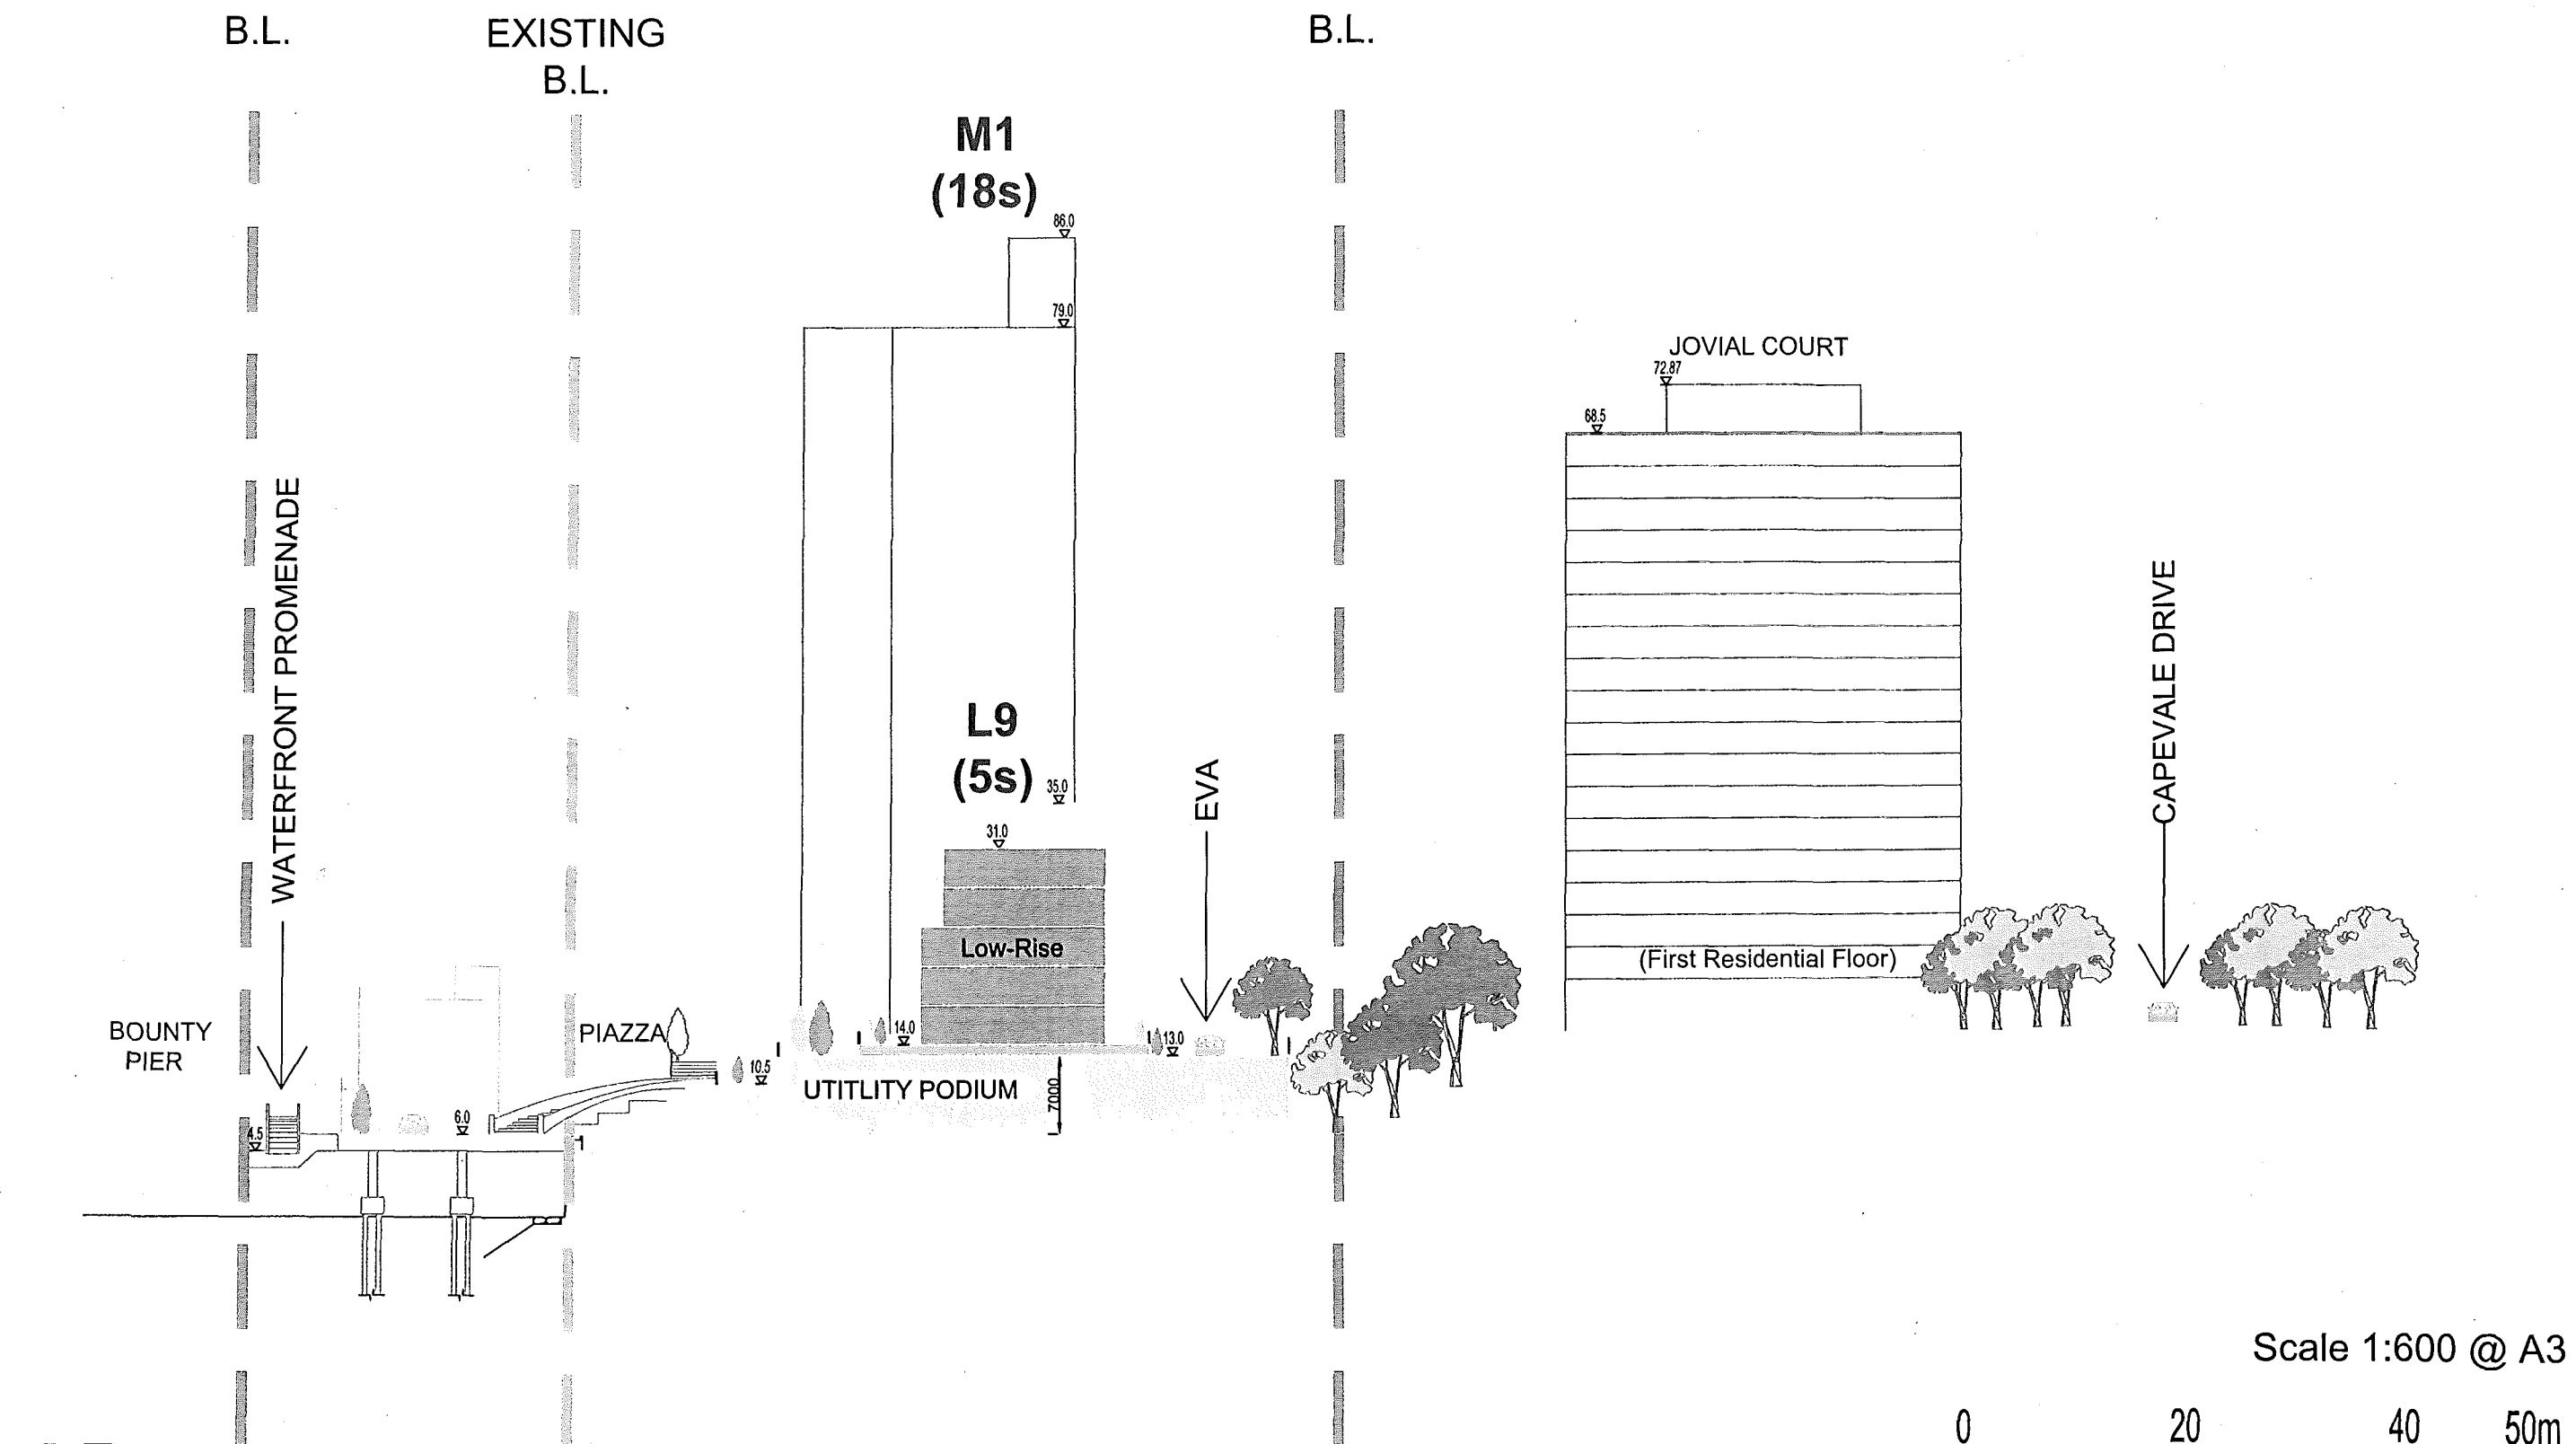 B.L.
EXISTING
B.L.
B.L.
M1
(18s)
86.0
79.0
JOVIAL COURT
72.87
68.5
WATERFRONT PROMENADE
CAPEVALE DRIVE
L9
(5s)
35.0
EVA
31.0
Low-Rise
(First Residential Floor)
BOUNTY
PIER
PIAZZA
14.0
13.0
10.5
UTITLITY PODIUM
7000
6.0
4.5
Scale 1:600 @ A3
0 20 40 50m